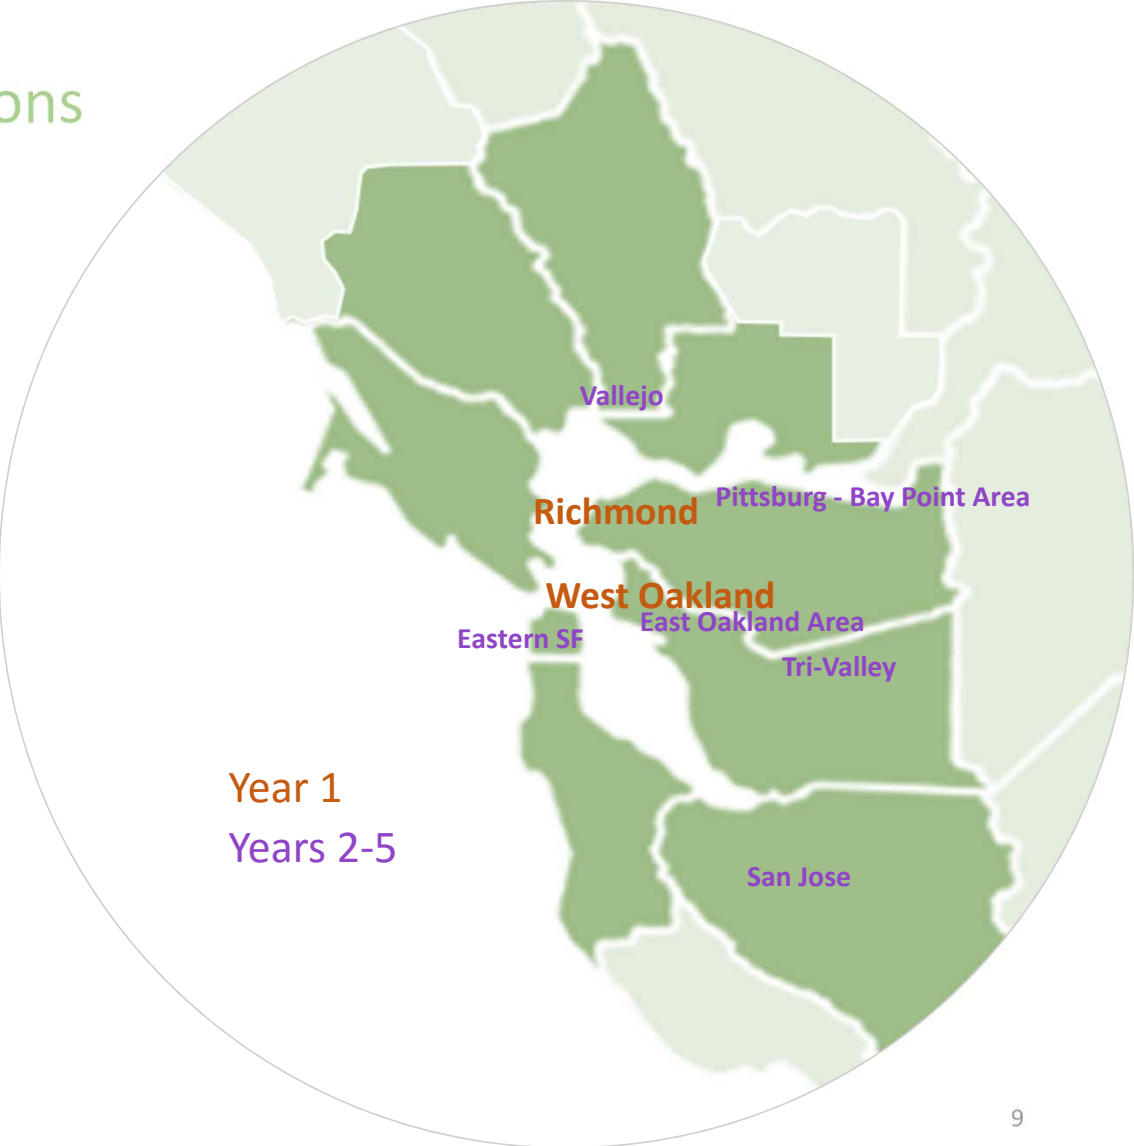 ons
Vallejo
Pittsburg - Bay Point Area
Richmond
West Oakland
East Oakland Area
Eastern SF
Tri-Valley
Year 1
Years 2-5
San Jose
9